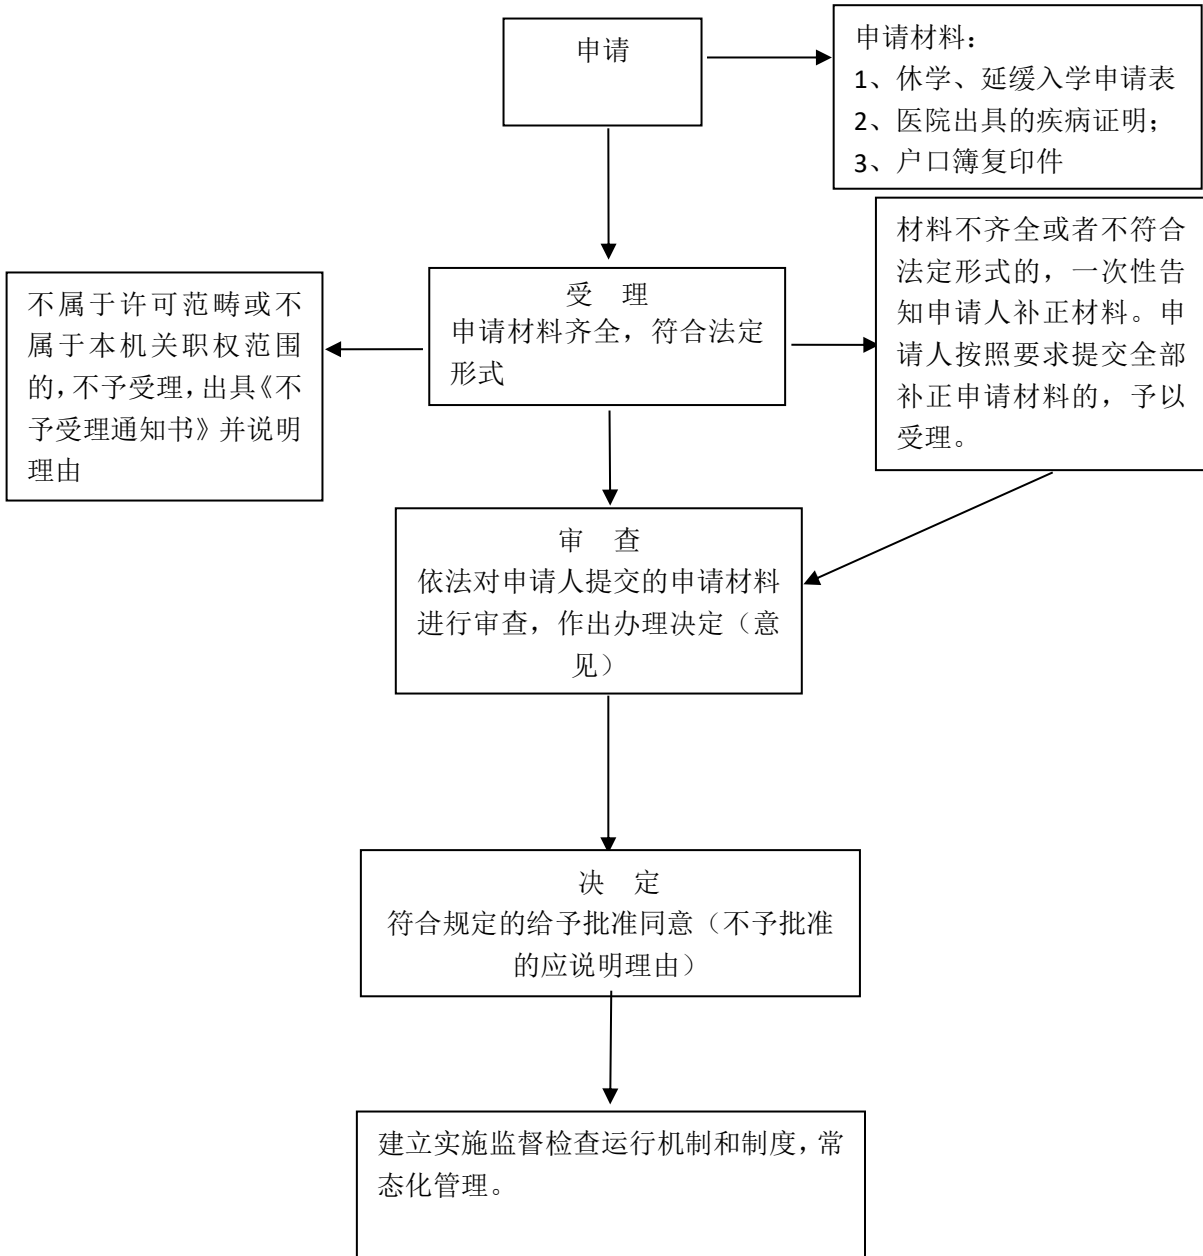 申请
申请材料：
1、休学、延缓入学申请表
2、医院出具的疾病证明；
3、户口簿复印件
材料不齐全或者不符合
法定形式的，一次性告
知申请人补正材料。申
请人按照要求提交全部
补正申请材料的，予以
受理。
受　理
申请材料齐全，符合法定
形式
不属于许可范畴或不
属于本机关职权范围
的，不予受理，出具《不
予受理通知书》并说明
理由
审　查
依法对申请人提交的申请材料
进行审查，作出办理决定（意
见）
决　定
符合规定的给予批准同意（不予批准
的应说明理由）
建立实施监督检查运行机制和制度，常
态化管理。